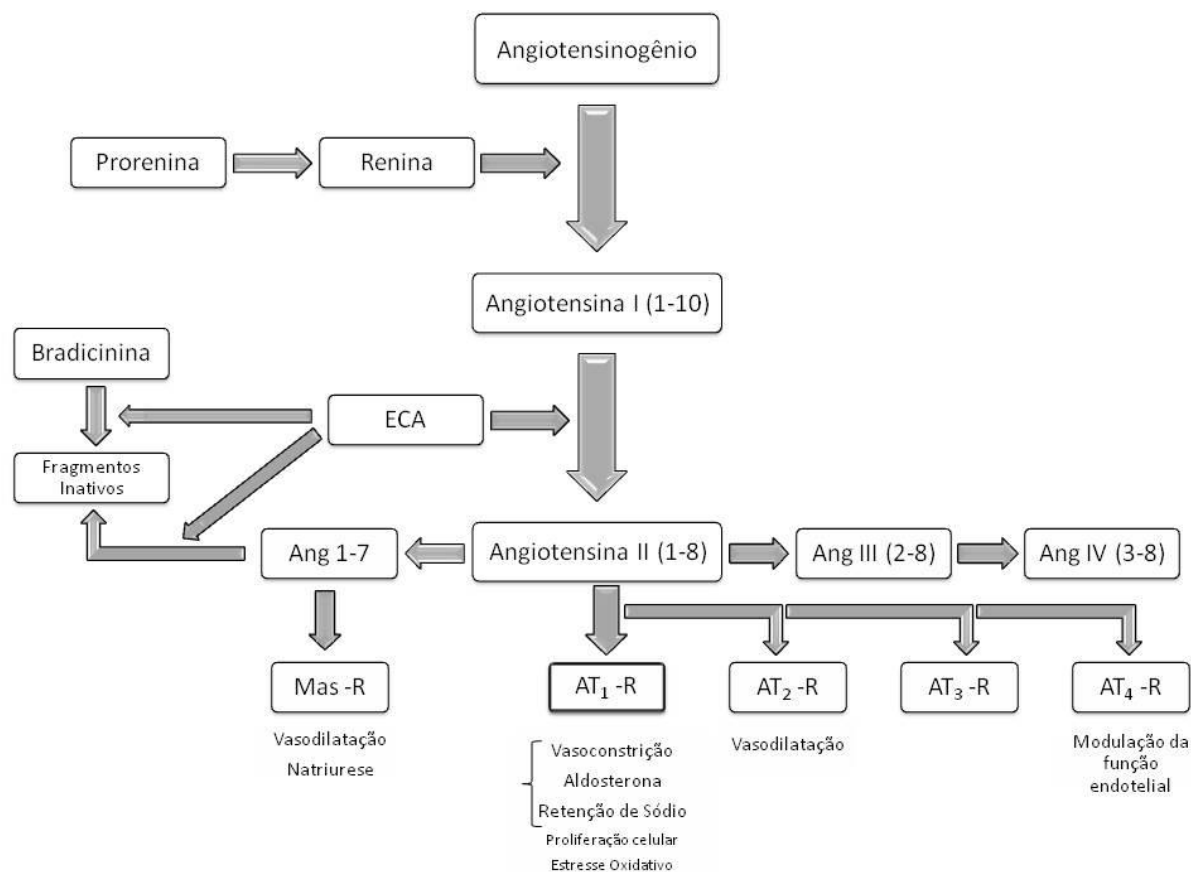 Angiotensinogênio
Prorenina
Renina
Angiotensina I (1-10)
Bradicinina
ECA
Fragmentos
Inativos
Ang 1-7
Angiotensina II (1-8)
Ang III (2-8)
Ang IV (3-8)
Mas -R
AT₁ -R
AT₂ -R
AT₃ -R
AT₄ -R
Vasodilatação
Natriurese
Vasoconstrição
Aldosterona
Retenção de Sódio
Proliferação celular
Estresse Oxidativo
Vasodilatação
Modulação da
função
endotelial